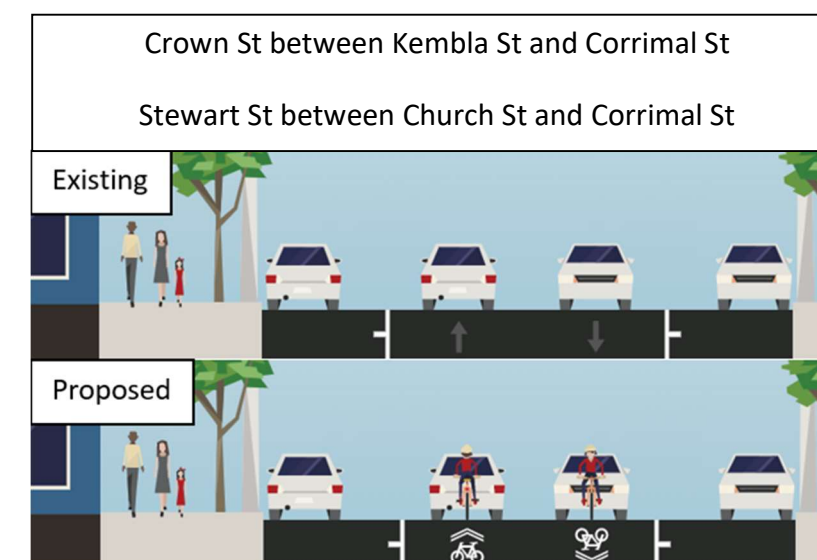 Crown St between Kembla St and Corrimal St
Stewart St between Church St and Corrimal St
Existing
Proposed